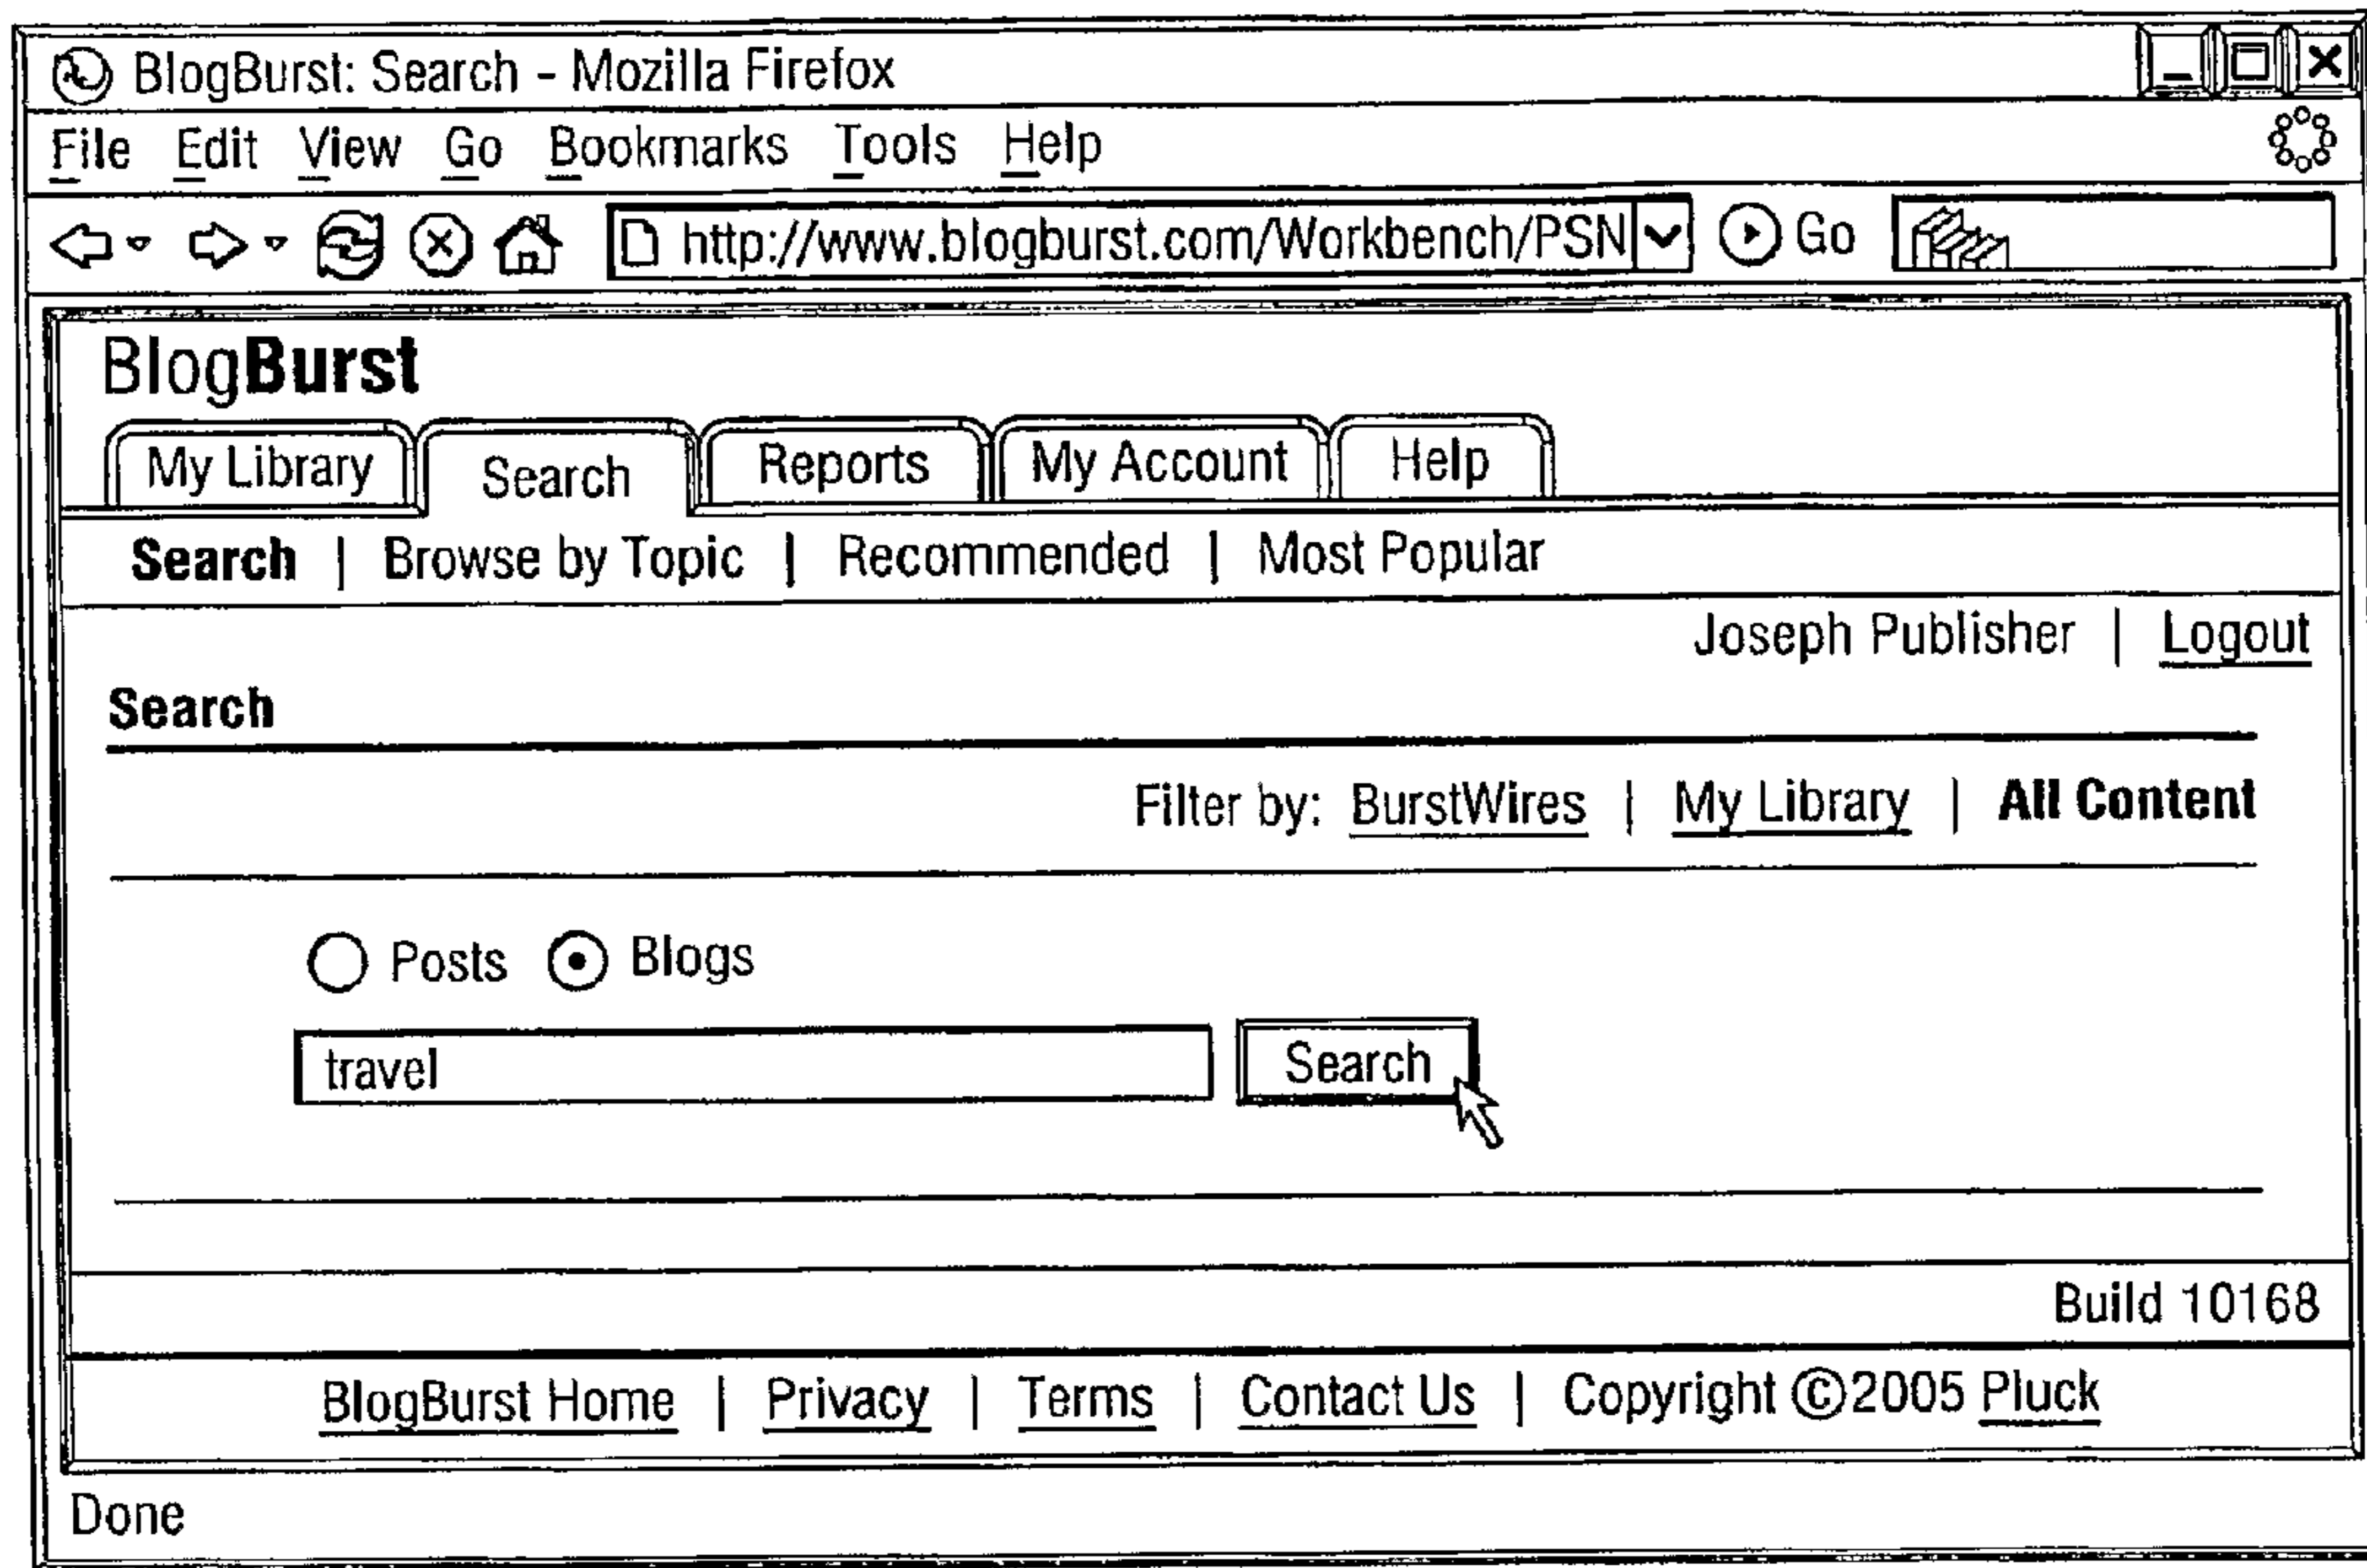 BlogBurst: Search - Mozilla Firefox
File Edit View Go Bookmarks Tools Help
http://www.blogburst.com/Workbench/PSN Go
BlogBurst
My Library Search Reports My Account Help
Search | Browse by Topic | Recommended | Most Popular
Joseph Publisher | Logout
Search
Filter by: BurstWires | My Library | All Content
Posts Blogs
travel Search
Build 10168
BlogBurst Home | Privacy | Terms | Contact Us | Copyright ©2005 Pluck
Done